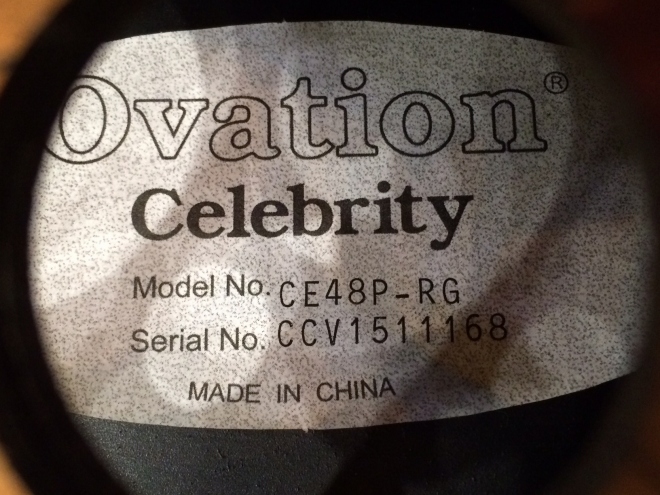 Ovation®
Celebrity
Model No. CE48P-RG
Serial No. CCV1511168
MADE IN CHINA